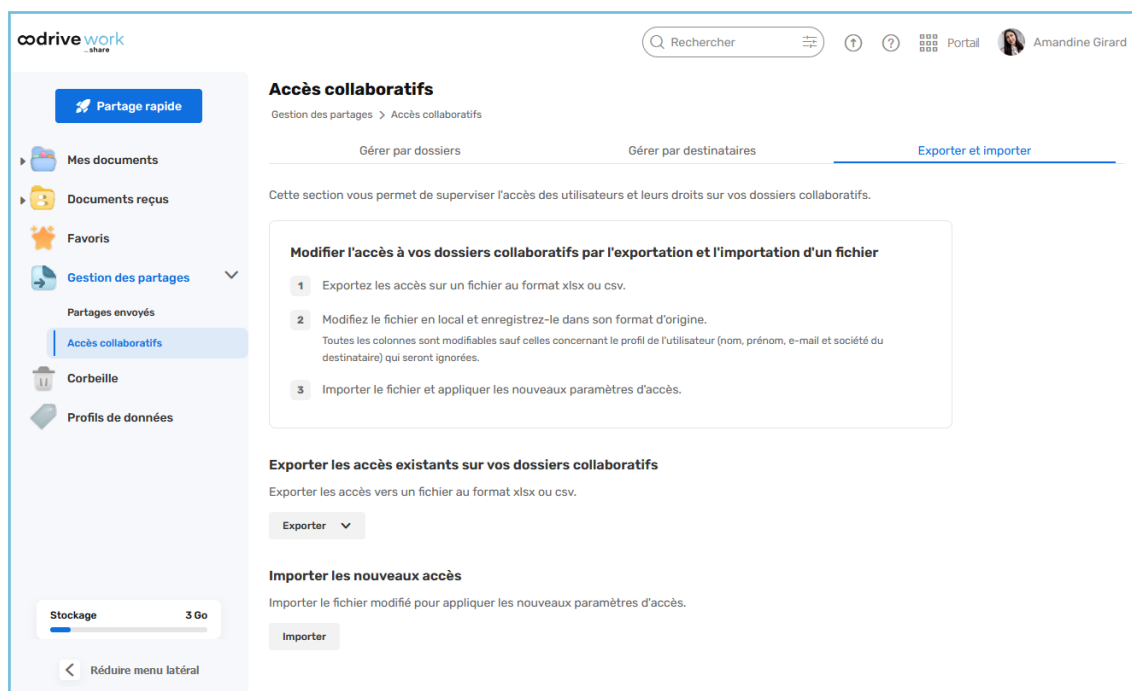 oodrive work
_share
Rechercher
Portail
Amandine Girard
Partage rapide
Mes documents
Documents reçus
Favoris
Gestion des partages
Partages envoyés
Accès collaboratifs
Corbeille
Profils de données
Stockage 3 Go
Réduire menu latéral
Accès collaboratifs
Gestion des partages > Accès collaboratifs
Gérer par dossiers
Gérer par destinataires
Exporter et importer
Cette section vous permet de superviser l'accès des utilisateurs et leurs droits sur vos dossiers collaboratifs.
Modifier l'accès à vos dossiers collaboratifs par l'exportation et l'importation d'un fichier
1 Exportez les accès sur un fichier au format xlsx ou csv.
2 Modifiez le fichier en local et enregistrez-le dans son format d'origine.
Toutes les colonnes sont modifiables sauf celles concernant le profil de l'utilisateur (nom, prénom, e-mail et société du
destinataire) qui seront ignorées.
3 Importer le fichier et appliquer les nouveaux paramètres d'accès.
Exporter les accès existants sur vos dossiers collaboratifs
Exporter les accès vers un fichier au format xlsx ou csv.
Exporter
Importer les nouveaux accès
Importer le fichier modifié pour appliquer les nouveaux paramètres d'accès.
Importer